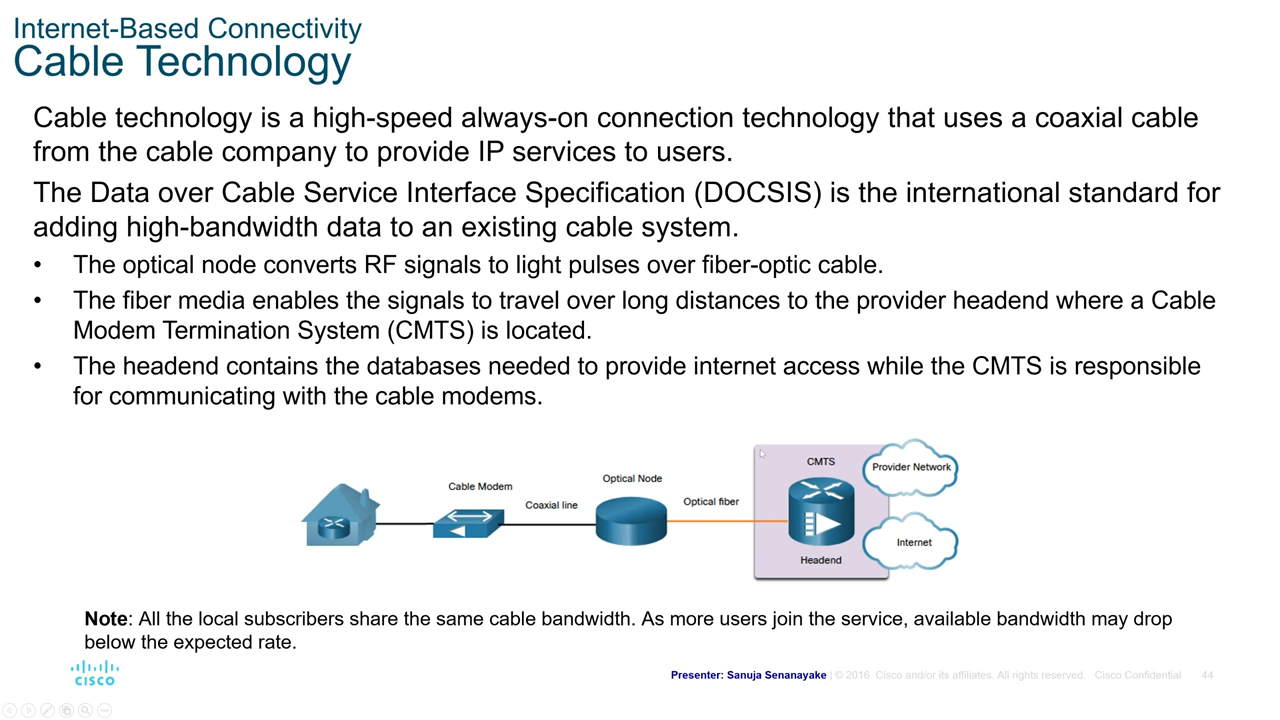 Internet-Based Connectivity
Cable Technology
Cable technology is a high-speed always-on connection technology that uses a coaxial cable
from the cable company to provide IP services to users.
The Data over Cable Service Interface Specification (DOCSIS) is the international standard for
adding high-bandwidth data to an existing cable system.
• The optical node converts RF signals to light pulses over fiber-optic cable.
• The fiber media enables the signals to travel over long distances to the provider headend where a Cable
Modem Termination System (CMTS) is located.
• The headend contains the databases needed to provide internet access while the CMTS is responsible
for communicating with the cable modems.
Cable Modem
Coaxial line
Optical Node
Optical fiber
CMTS
Headend
Provider Network
Internet
Note: All the local subscribers share the same cable bandwidth. As more users join the service, available bandwidth may drop
below the expected rate.
CISCO
Presenter: Sanuja Senanayake | © 2016 Cisco and/or its affiliates. All rights reserved. Cisco Confidential 44